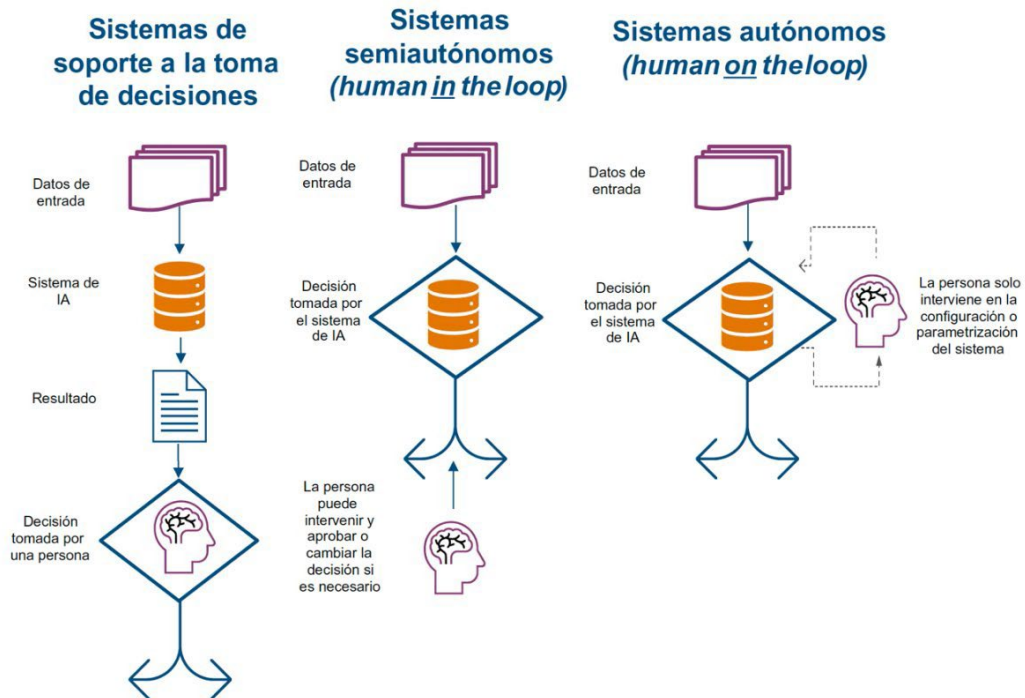 Sistemas de
soporte a la toma
de decisiones
Datos de
entrada
Sistema de
IA
Resultado
Decisión
tomada por
una persona
Sistemas
semiautónomos
(human in the loop)
Datos de
entrada
Decisión
tomada por
el sistema
de IA
La persona
puede
intervenir y
aprobar o
cambiar la
decisión si
es necesario
Sistemas autónomos
(human on the loop)
Datos de
entrada
Decisión
tomada por
el sistema
de IA
La persona solo
interviene en la
configuración o
parametrización
del sistema